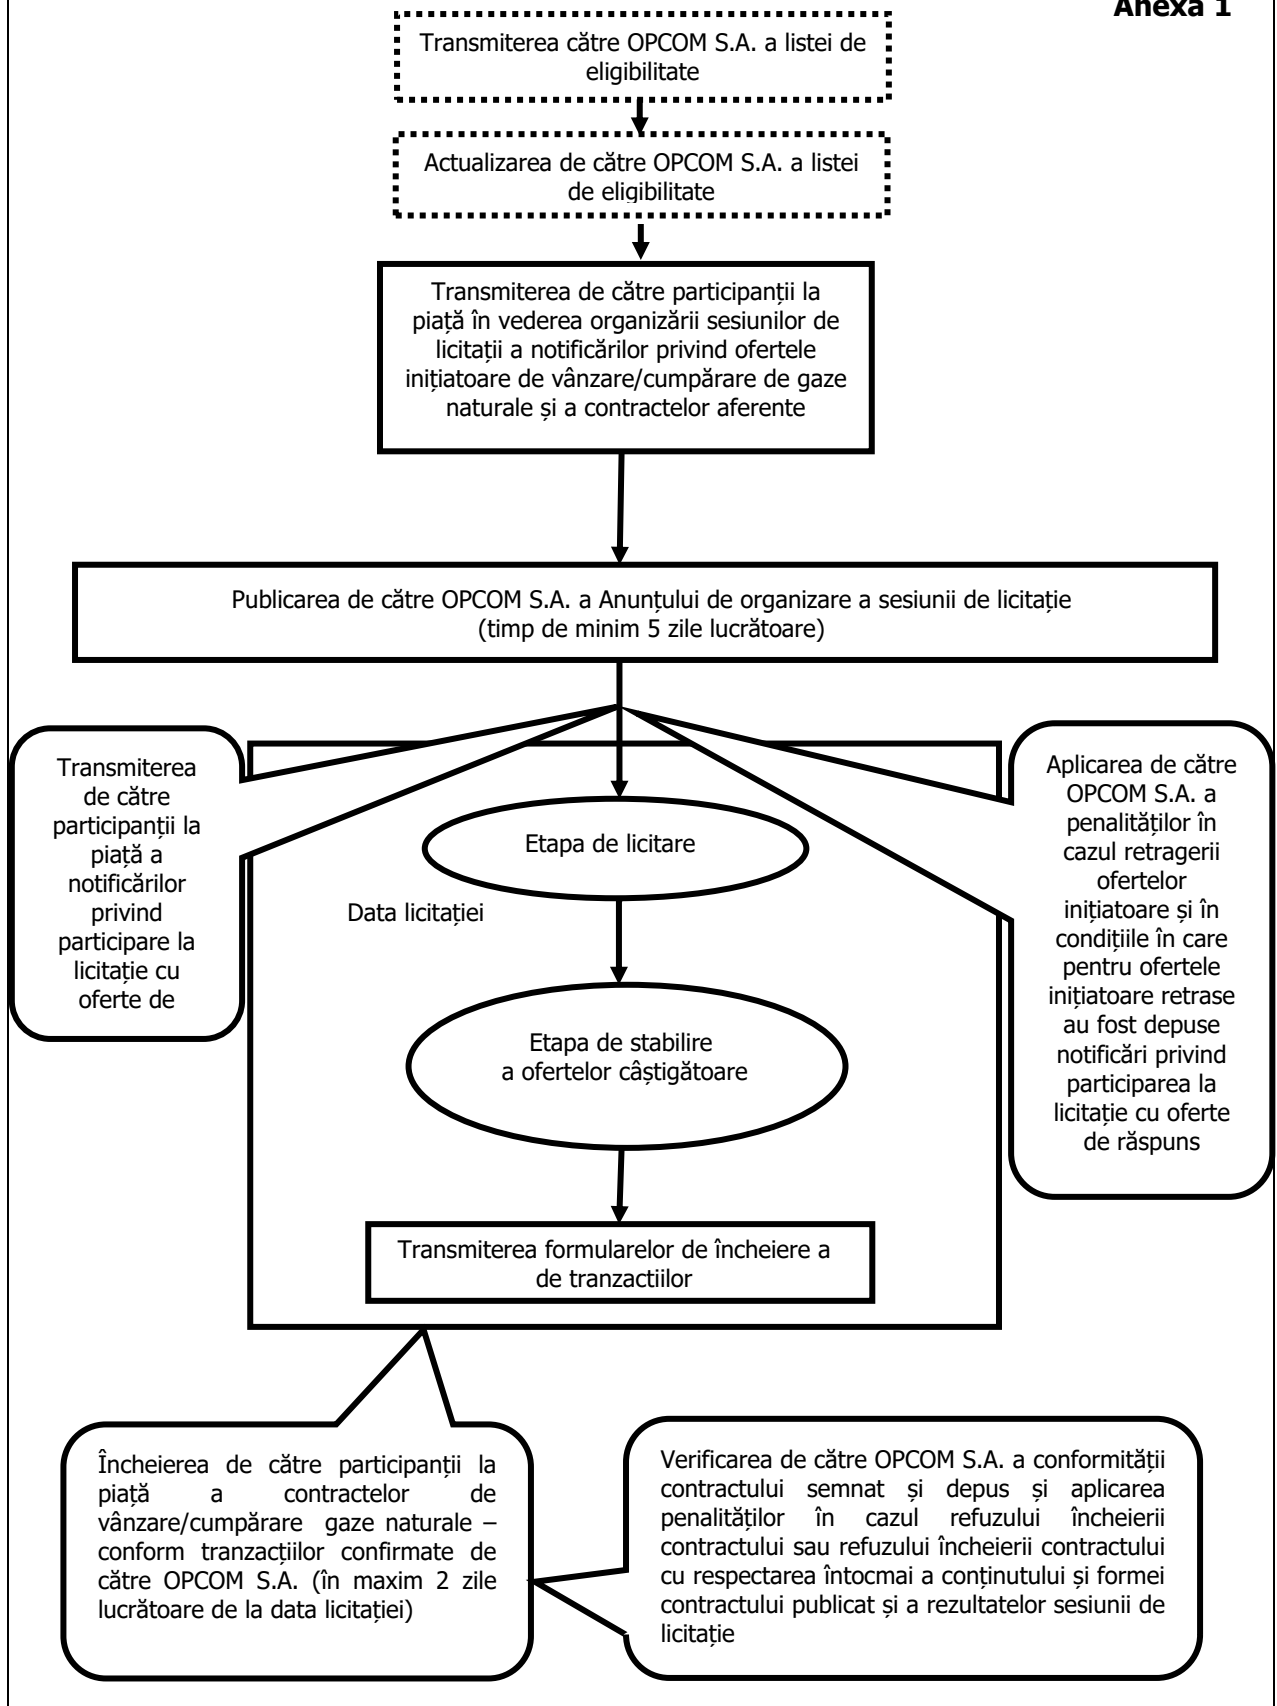 Anexa 1
Transmiterea către OPCOM S.A. a listei de
eligibilitate
Actualizarea de către OPCOM S.A. a listei
de eligibilitate
Transmiterea de către participanții la
piață în vederea organizării sesiunilor de
licitații a notificărilor privind ofertele
inițiatoare de vânzare/cumpărare de gaze
naturale și a contractelor aferente
Publicarea de către OPCOM S.A. a Anunțului de organizare a sesiunii de licitație
(timp de minim 5 zile lucrătoare)
Transmiterea
de către
participanții la
piață a
notificărilor
privind
participare la
licitație cu
oferte de
Etapa de licitare
Data licitației
Etapa de stabilire
a ofertelor câștigătoare
Transmiterea formularelor de încheiere a
de tranzactiilor
Aplicarea de către
OPCOM S.A. a
penalităților în
cazul retragerii
ofertelor
inițiatoare și în
condițiile în care
pentru ofertele
inițiatoare retrase
au fost depuse
notificări privind
participarea la
licitație cu oferte
de răspuns
Încheierea de către participanții la
piață a contractelor de
vânzare/cumpărare gaze naturale –
conform tranzacțiilor confirmate de
către OPCOM S.A. (în maxim 2 zile
lucrătoare de la data licitației)
Verificarea de către OPCOM S.A. a conformității
contractului semnat și depus și aplicarea
penalităților în cazul refuzului încheierii
contractului sau refuzului încheierii contractului
cu respectarea întocmai a conținutului și formei
contractului publicat și a rezultatelor sesiunii de
licitație